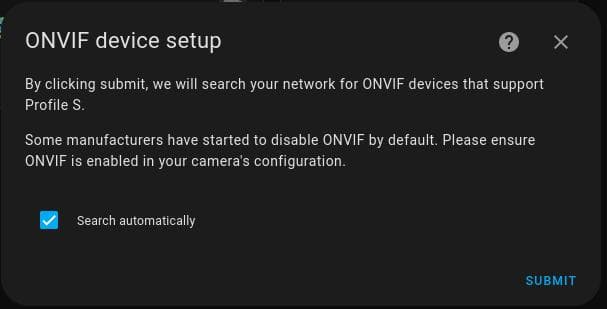 ONVIF device setup
By clicking submit, we will search your network for ONVIF devices that support
Profile S.
Some manufacturers have started to disable ONVIF by default. Please ensure
ONVIF is enabled in your camera's configuration.
Search automatically
SUBMIT